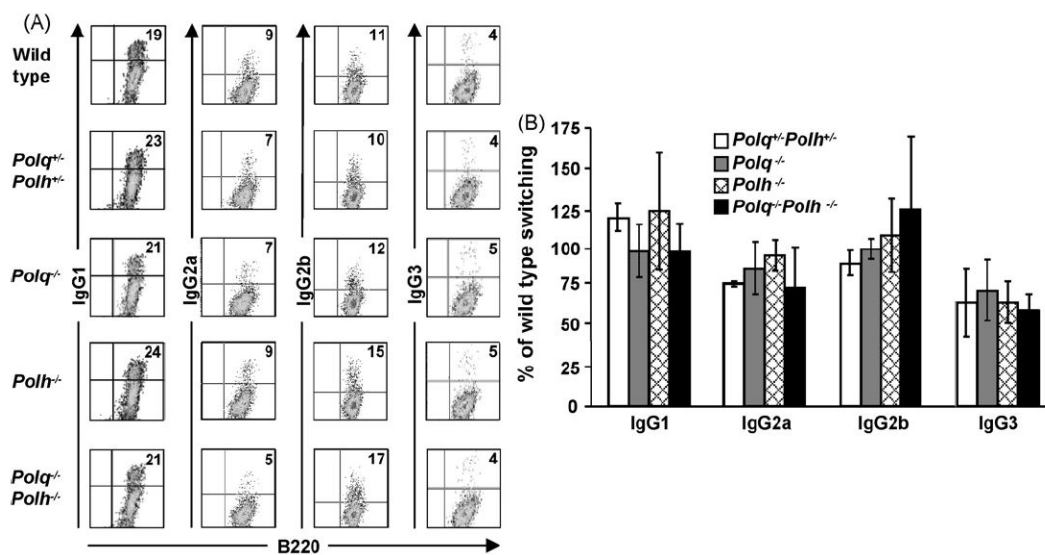 (A)
Wild
type
19
9
11
4
Polq+/-
Polh+/-
23
7
10
4
Polq-/-
21
7
12
5
Polh-/-
24
9
15
5
Polq-/-
Polh-/-
21
5
17
4
IgG1
IgG2a
IgG2b
IgG3
B220
(B)
% of wild type switching
175
150
125
100
75
50
25
0
Polq+/-Polh+/-
Polq-/-
Polh-/-
Polq-/-Polh -/-
IgG1
IgG2a
IgG2b
IgG3